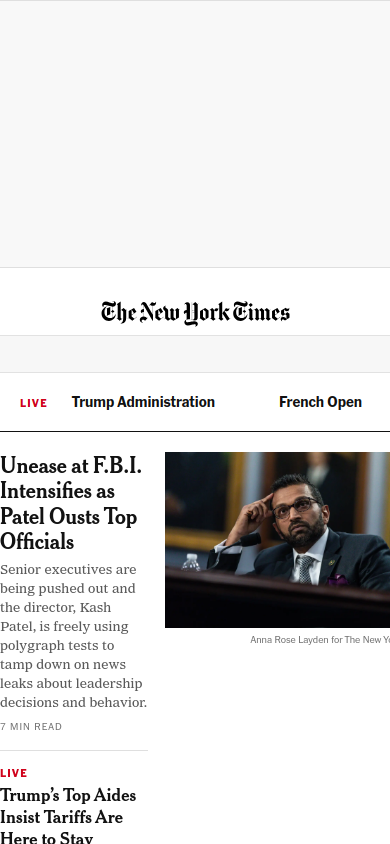 The New York Times
LIVE
Trump Administration
French Open
Unease at F.B.I.
Intensifies as
Patel Ousts Top
Officials
Senior executives are
being pushed out and
the director, Kash
Patel, is freely using
polygraph tests to
tamp down on news
leaks about leadership
decisions and behavior.
7 MIN READ
Anna Rose Layden for The New Yo
LIVE
Trump's Top Aides
Insist Tariffs Are
Here to Stay